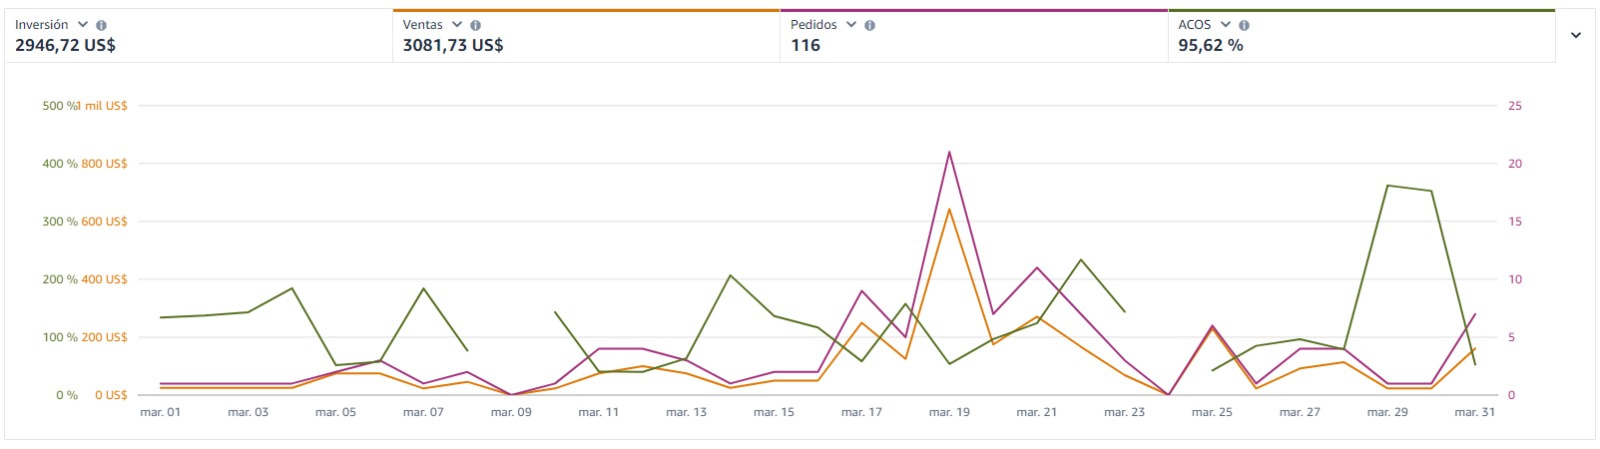 Inversión
2946,72 US$
Ventas
3081,73 US$
Pedidos
116
ACOS
95,62 %
500 % 1 mil US$ 25
400 % 800 US$ 20
300 % 600 US$ 15
200 % 400 US$ 10
100 % 200 US$ 5
0 % 0 US$ 0
mar. 01 mar. 03 mar. 05 mar. 07 mar. 09 mar. 11 mar. 13 mar. 15 mar. 17 mar. 19 mar. 21 mar. 23 mar. 25 mar. 27 mar. 29 mar. 31